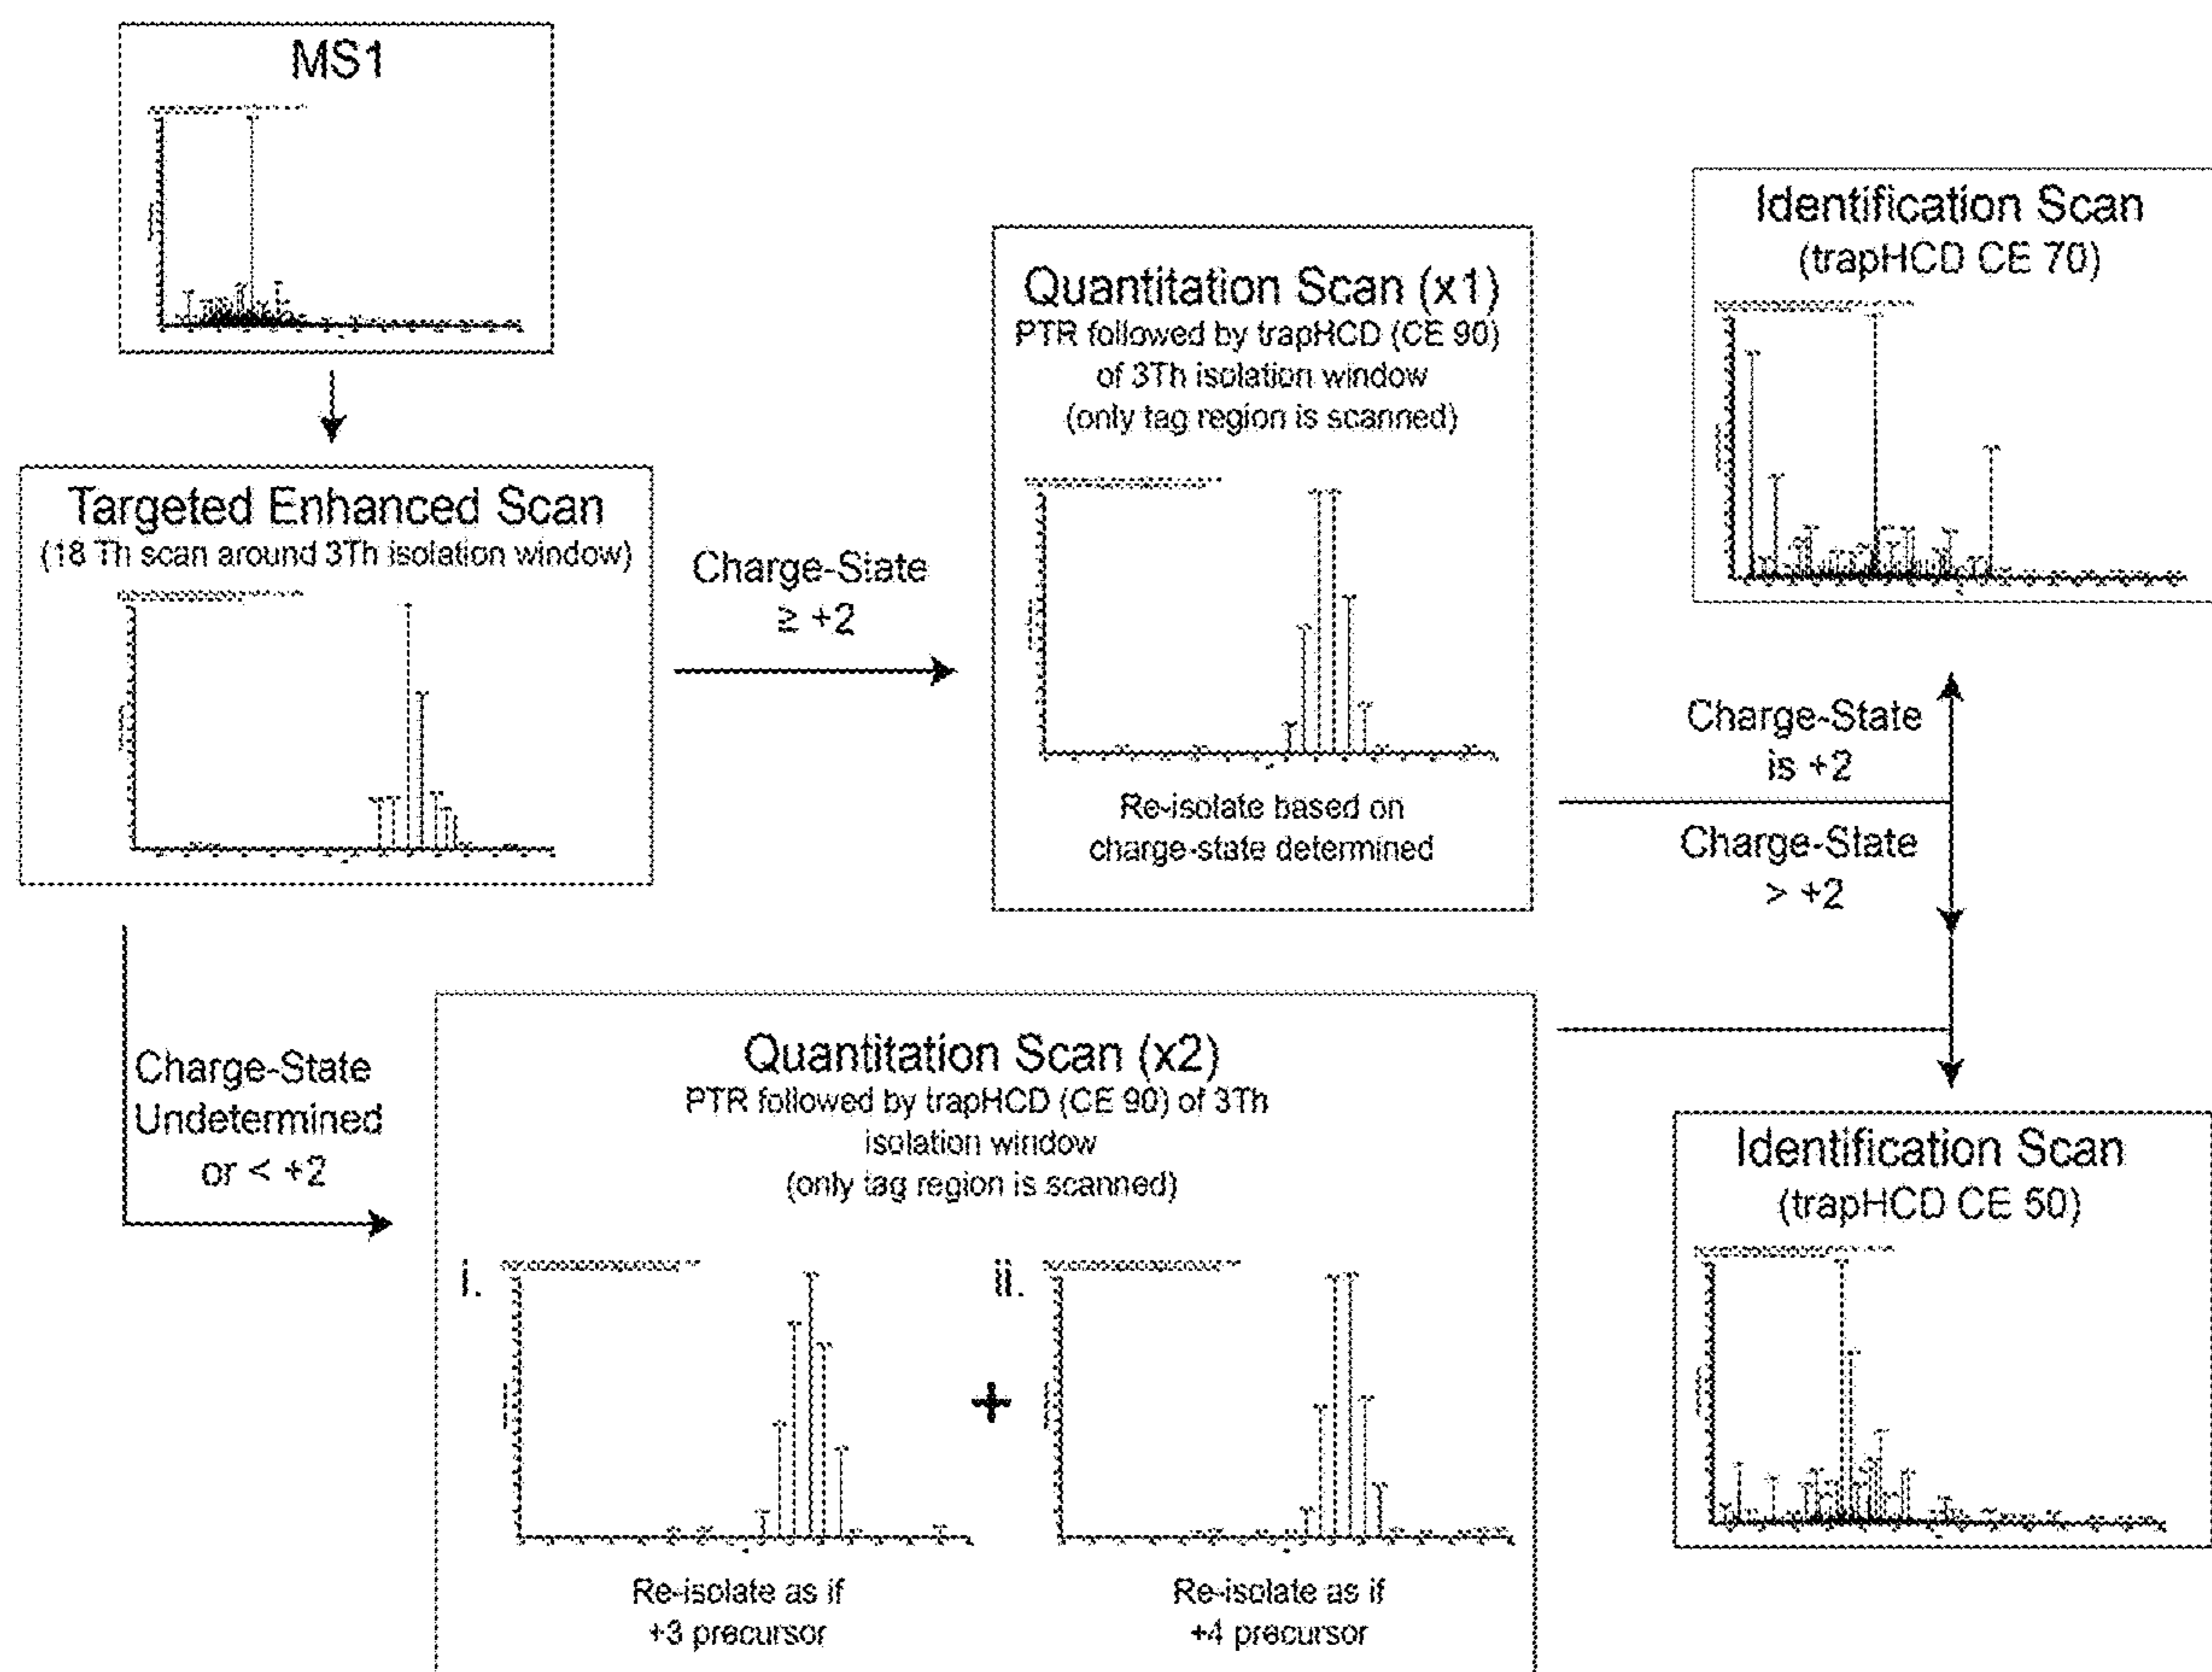 MS1
Targeted Enhanced Scan
(18 Th scan around 3Th isolation window)
Charge-State
≥ +2
Quantitation Scan (x1)
PTR followed by trapHCD (CE 90)
of 3Th isolation window
(only tag region is scanned)
Re-isolate based on
charge-state determined
Identification Scan
(trapHCD CE 70)
Charge-State
is +2
Charge-State
> +2
Charge-State
Undetermined
or < +2
Quantitation Scan (x2)
PTR followed by trapHCD (CE 90) of 3Th
isolation window
(only tag region is scanned)
i.
+
ii.
Re-isolate as if
+3 precursor
Re-isolate as if
+4 precursor
Identification Scan
(trapHCD CE 50)